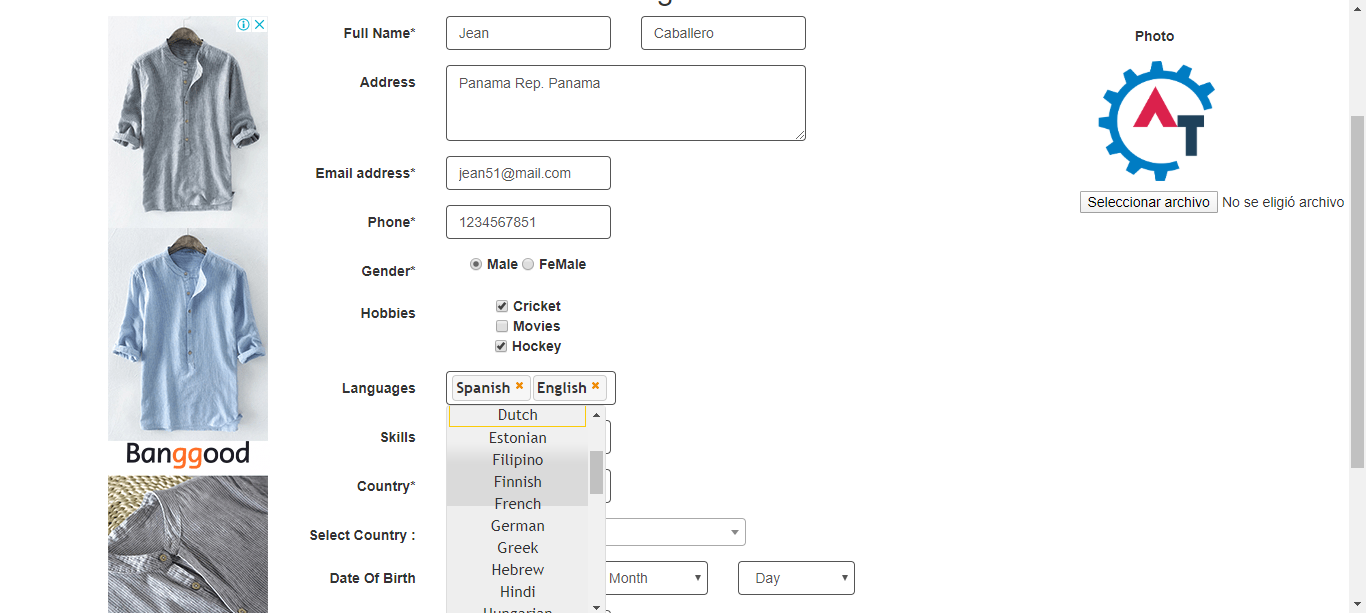 Full Name* Jean Caballero
Photo
Address Panama Rep. Panama
Email address* jean51@mail.com
Seleccionar archivo No se eligió archivo
Phone* 1234567851
Gender* Male FeMale
Hobbies Cricket
Movies
Hockey
Languages Spanish English
Dutch
Skills
Estonian
Filipino
Finnish
Country*
French
German
Select Country :
Greek
Hebrew
Date Of Birth Month Day
Hindi
Hungarian
Banggood
AT